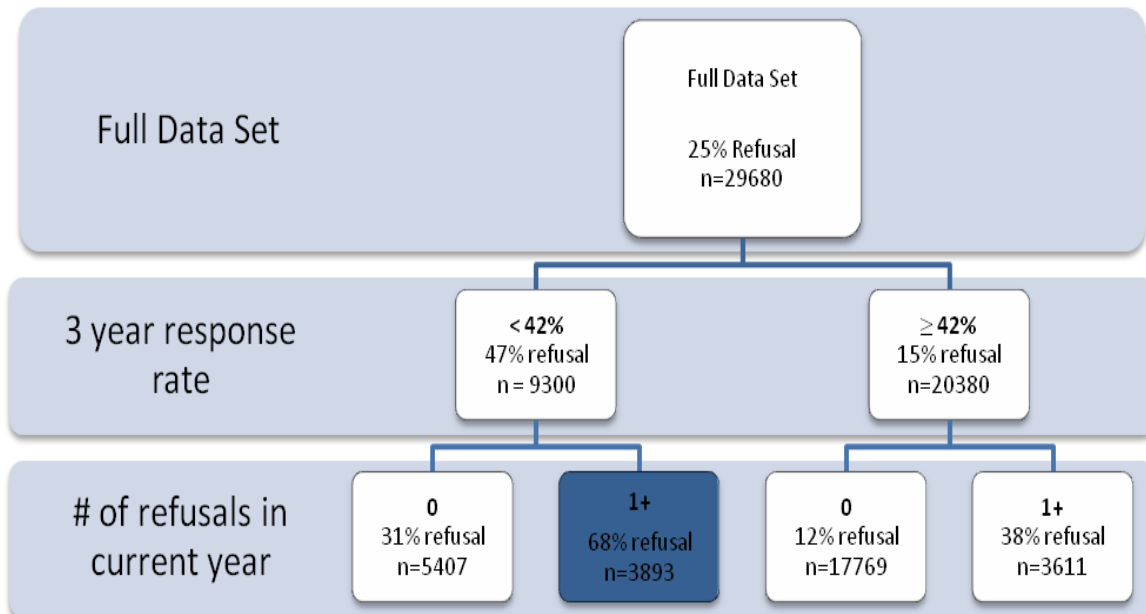 Full Data Set
Full Data Set
25% Refusal
n=29680
3 year response
rate
< 42%
47% refusal
n = 9300
≥ 42%
15% refusal
n=20380
# of refusals in
current year
0
31% refusal
n=5407
1+
68% refusal
n=3893
0
12% refusal
n=17769
1+
38% refusal
n=3611